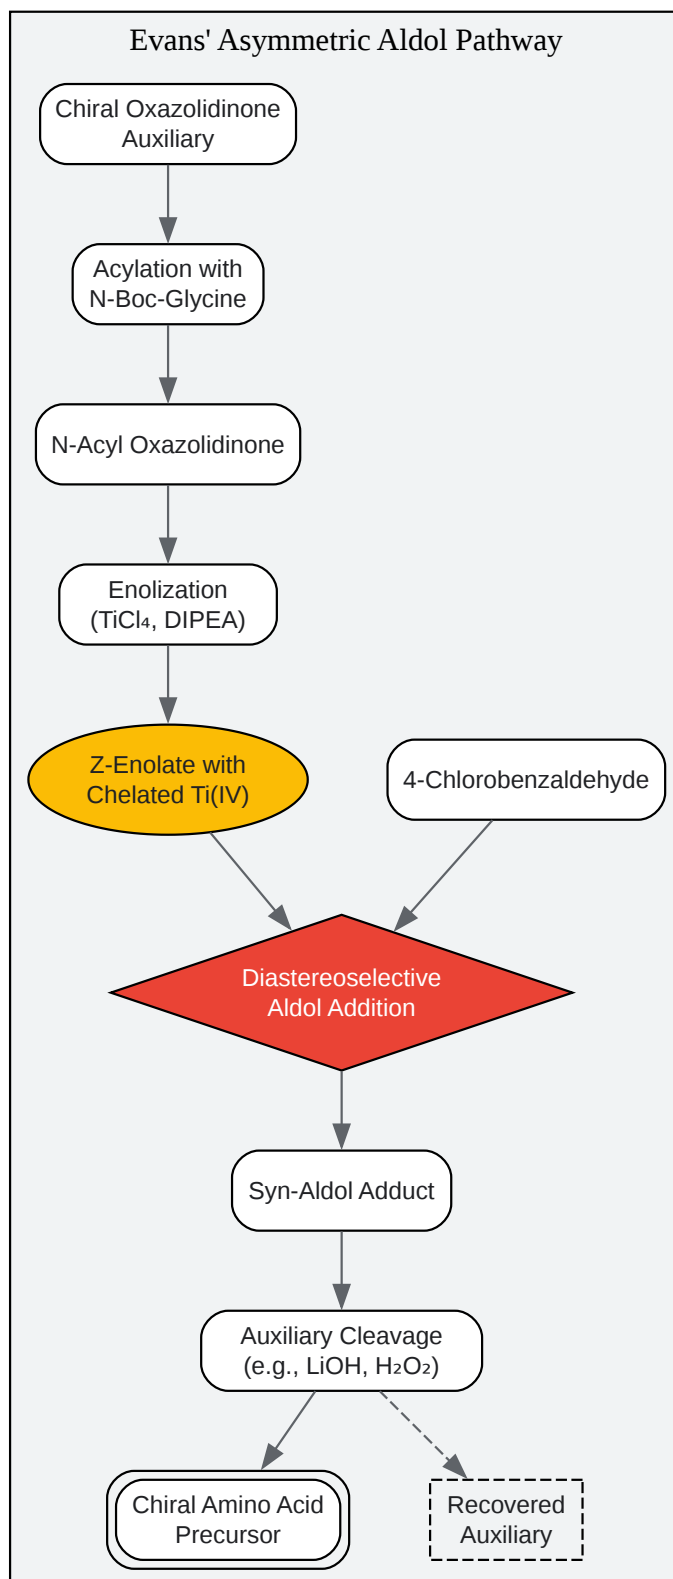 Evans' Asymmetric Aldol Pathway
Chiral Oxazolidinone
Auxiliary
Acylation with
N-Boc-Glycine
N-Acyl Oxazolidinone
Enolization
(TiCl₄, DIPEA)
Z-Enolate with
Chelated Ti(IV)
4-Chlorobenzaldehyde
Diastereoselective
Aldol Addition
Syn-Aldol Adduct
Auxiliary Cleavage
(e.g., LiOH, H₂O₂)
Chiral Amino Acid
Precursor
Recovered
Auxiliary